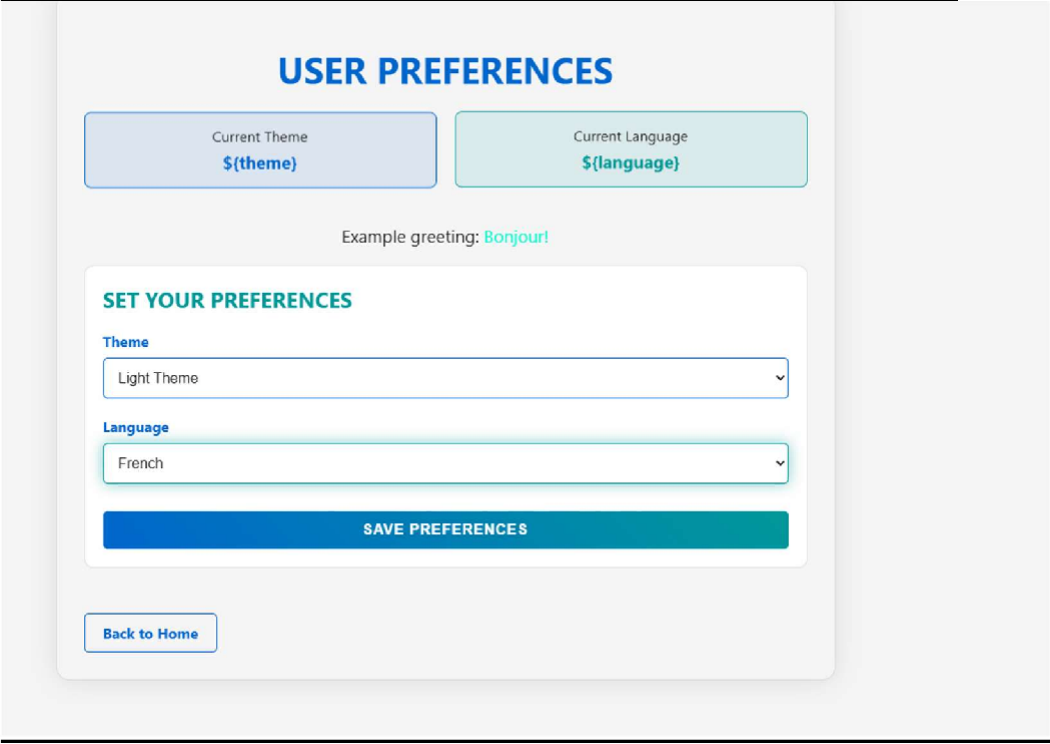 USER PREFERENCES
Current Theme
${theme}
Current Language
${language}
Example greeting: Bonjour!
SET YOUR PREFERENCES
Theme
Light Theme
Language
French
SAVE PREFERENCES
Back to Home